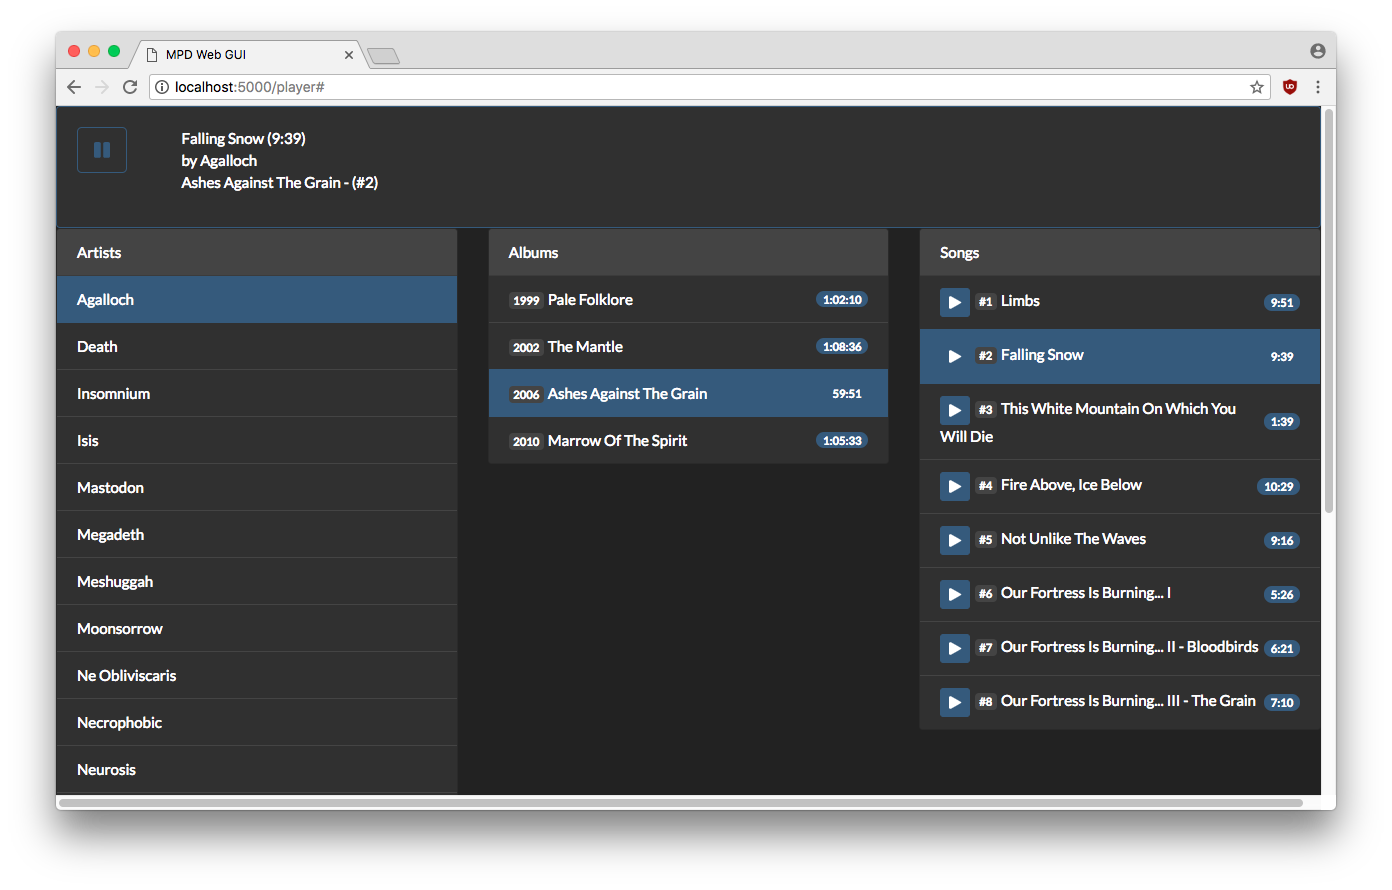 MPD Web GUI
localhost:5000/player#
Falling Snow (9:39)
by Agalloch
Ashes Against The Grain - (#2)
Artists
Agalloch
Death
Insomnium
Isis
Mastodon
Megadeth
Meshuggah
Moonsorrow
Ne Obliviscaris
Necrophobic
Neurosis
Albums
1999 Pale Folklore 1:02:10
2002 The Mantle 1:08:36
2006 Ashes Against The Grain 59:51
2010 Marrow Of The Spirit 1:05:33
Songs
#1 Limbs 9:51
#2 Falling Snow 9:39
#3 This White Mountain On Which You
Will Die 1:39
#4 Fire Above, Ice Below 10:29
#5 Not Unlike The Waves 9:16
#6 Our Fortress Is Burning... I 5:26
#7 Our Fortress Is Burning... II - Bloodbirds 6:21
#8 Our Fortress Is Burning... III - The Grain 7:10